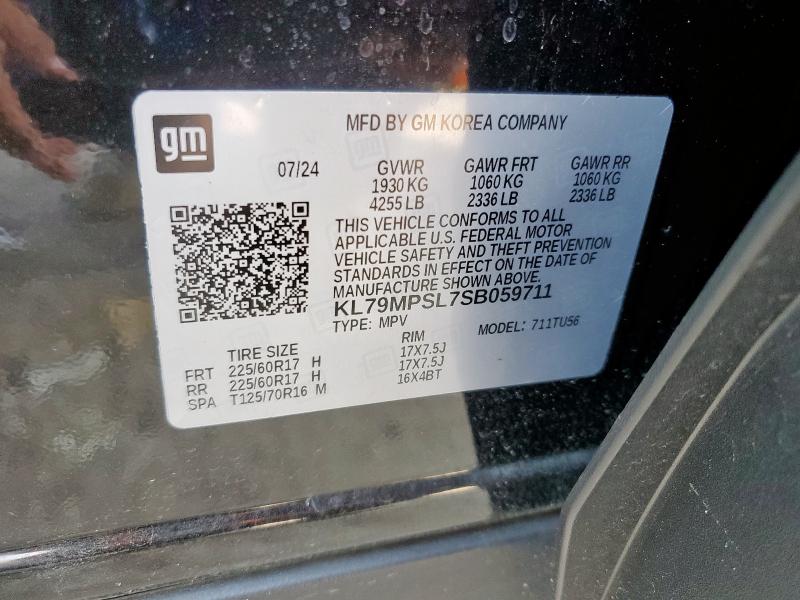 gm
MFD BY GM KOREA COMPANY
07/24
GVWR GAWR FRT GAWR RR
1930 KG 1060 KG 1060 KG
4255 LB 2336 LB 2336 LB
THIS VEHICLE CONFORMS TO ALL
APPLICABLE U.S. FEDERAL MOTOR
VEHICLE SAFETY AND THEFT PREVENTION
STANDARDS IN EFFECT ON THE DATE OF
MANUFACTURE SHOWN ABOVE.
KL79MPSL7SB059711
TYPE: MPV MODEL: 711TU56
TIRE SIZE RIM
FRT 225/60R17 H 17X7.5J
RR 225/60R17 H 17X7.5J
SPA T125/70R16 M 16X4BT